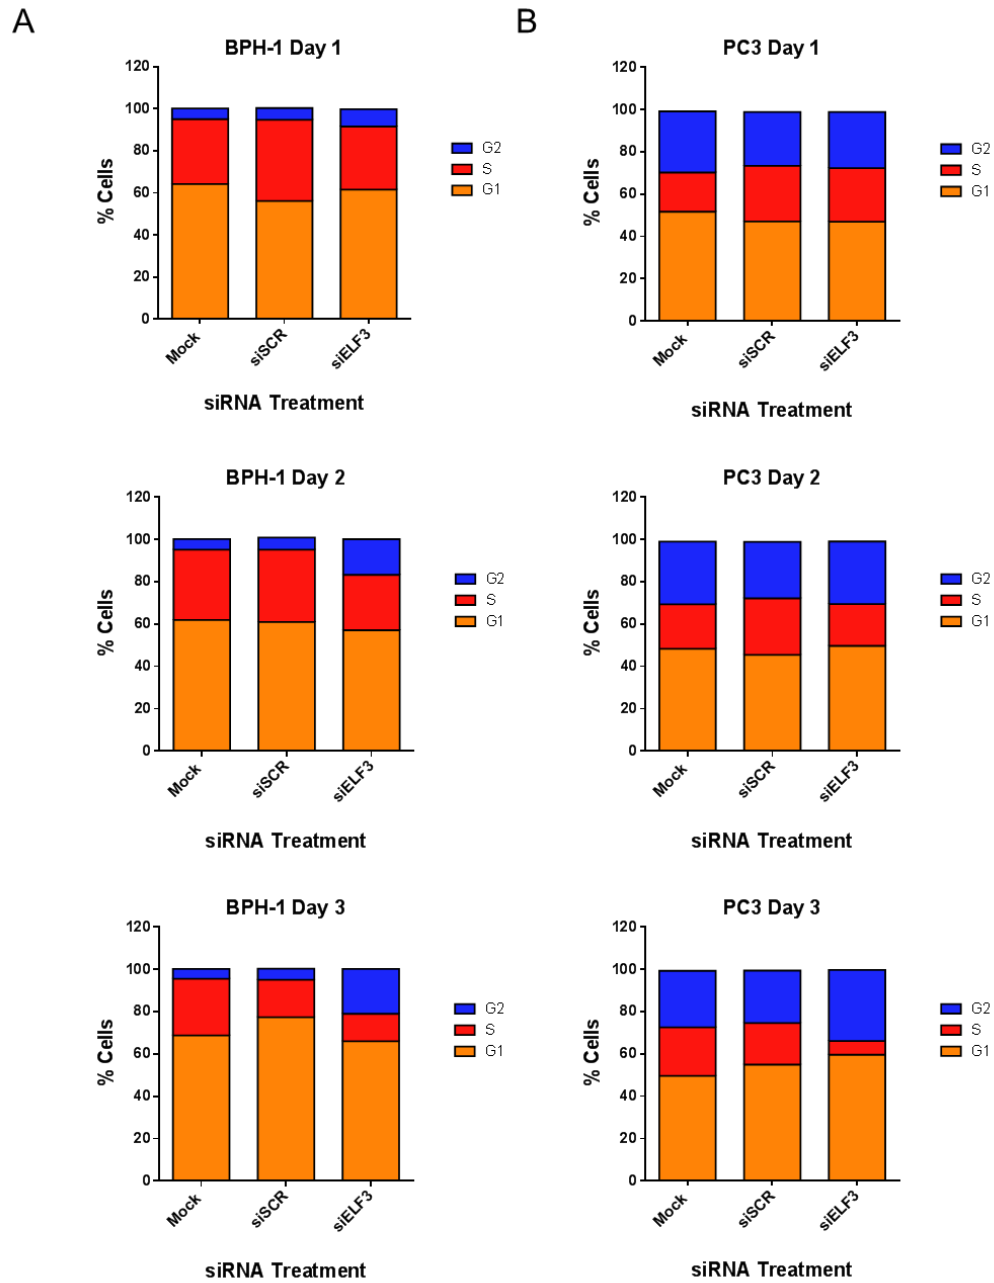 A
B
BPH-1 Day 1
120
100
80
60
40
20
0
% Cells
Mock
siSCR
siELF3
siRNA Treatment
G2
S
G1
PC3 Day 1
120
100
80
60
40
20
0
% Cells
Mock
siSCR
siELF3
siRNA Treatment
G2
S
G1
BPH-1 Day 2
120
100
80
60
40
20
0
% Cells
Mock
siSCR
siELF3
siRNA Treatment
G2
S
G1
PC3 Day 2
120
100
80
60
40
20
0
% Cells
Mock
siSCR
siELF3
siRNA Treatment
G2
S
G1
BPH-1 Day 3
120
100
80
60
40
20
0
% Cells
Mock
siSCR
siELF3
siRNA Treatment
G2
S
G1
PC3 Day 3
120
100
80
60
40
20
0
% Cells
Mock
siSCR
siELF3
siRNA Treatment
G2
S
G1